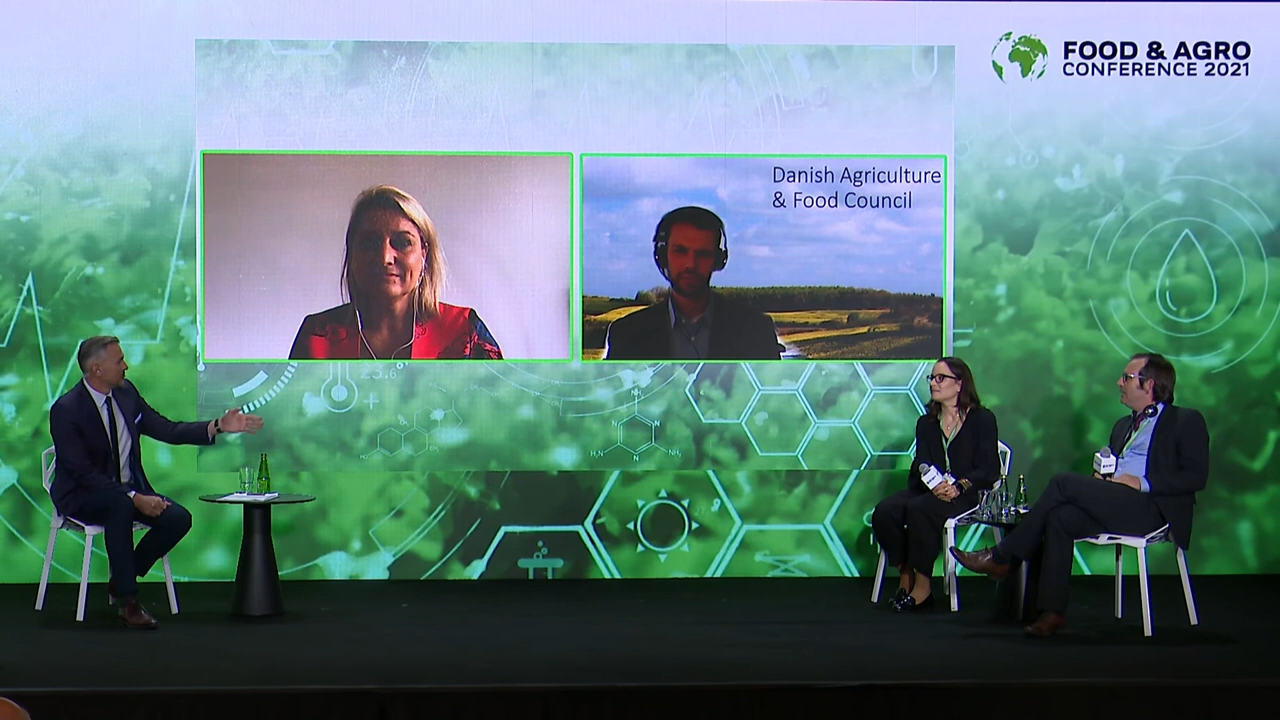 FOOD & AGRO
CONFERENCE 2021
Danish Agriculture
& Food Council